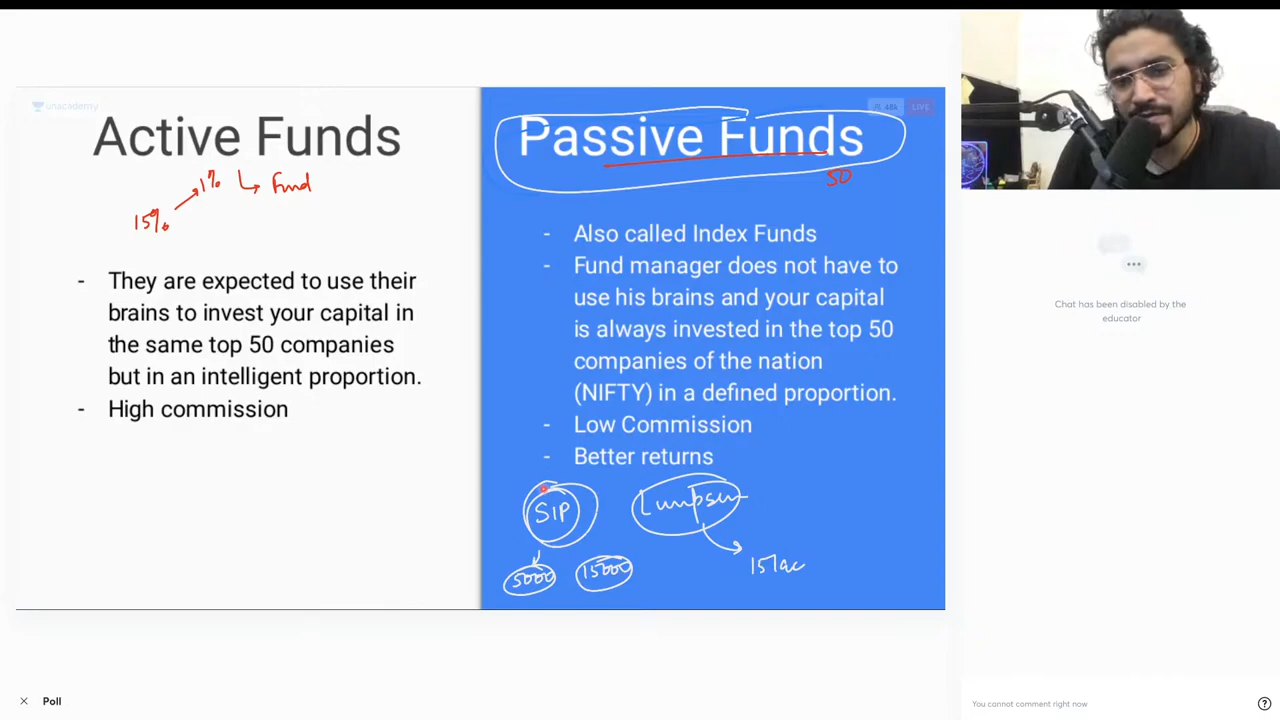 unacademy
Active Funds
1% ↳ Fund
15%
- They are expected to use their
brains to invest your capital in
the same top 50 companies
but in an intelligent proportion.
- High commission
LIVE
Passive Funds
50
- Also called Index Funds
- Fund manager does not have to
use his brains and your capital
is always invested in the top 50
companies of the nation
(NIFTY) in a defined proportion.
- Low Commission
- Better returns
SIP
Lumpsum
5000 15000
15 lac
Chat has been disabled by the
educator
× Poll
You cannot comment right now
?